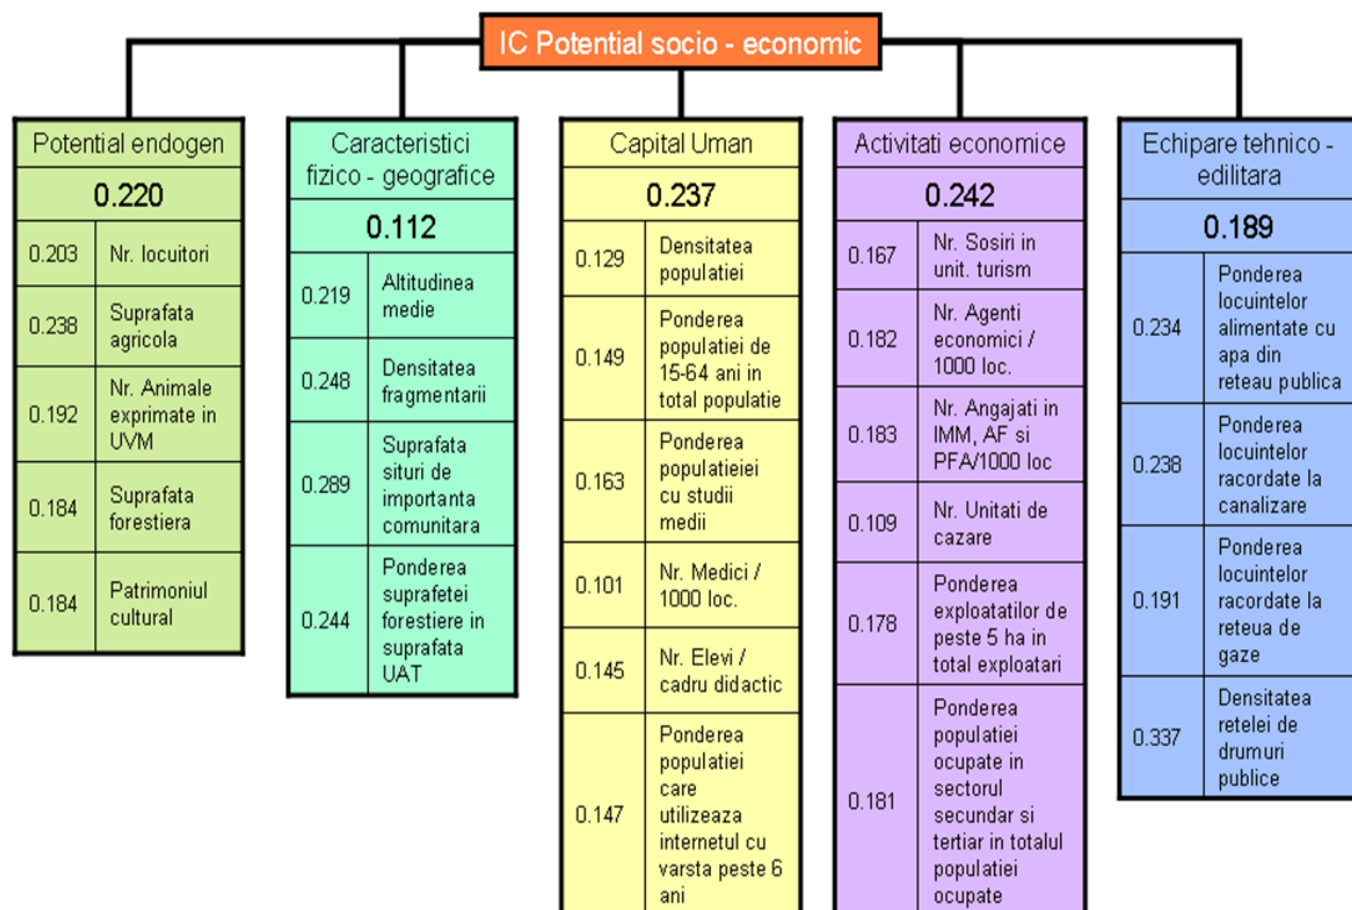 IC Potential socio - economic
Potential endogen
0.220
0.203
Nr. locuitori
0.238
Suprafata
agricola
0.192
Nr. Animale
exprimate in
UVM
0.184
Suprafata
forestiera
0.184
Patrimoniul
cultural
Caracteristici
fizico - geografice
0.112
0.219
Altitudinea
medie
0.248
Densitatea
fragmentarii
0.289
Suprafata
situri de
importanta
comunitara
0.244
Ponderea
suprafetei
forestiere in
suprafata
UAT
Capital Uman
0.237
0.129
Densitatea
populatiei
0.149
Ponderea
populatiei de
15-64 ani in
total populatie
0.163
Ponderea
populatieiei
cu studii
medii
0.101
Nr. Medici /
1000 loc.
0.145
Nr. Elevi /
cadru didactic
0.147
Ponderea
populatiei
care
utilizeaza
internetul cu
varsta peste 6
ani
Activitati economice
0.242
0.167
Nr. Sosiri in
unit. turism
0.182
Nr. Agenti
economici /
1000 loc.
0.183
Nr. Angajati in
IMM, AF si
PFA/1000 loc
0.109
Nr. Unitati de
cazare
0.178
Ponderea
exploatatilor de
peste 5 ha in
total exploatari
0.181
Ponderea
populatiei
ocupate in
sectorul
secundar si
tertiar in totalul
populatiei
ocupate
Echipare tehnico -
edilitara
0.189
0.234
Ponderea
locuintelor
alimentate cu
apa din
reteau publica
0.238
Ponderea
locuintelor
racordate la
canalizare
0.191
Ponderea
locuintelor
racordate la
reteua de
gaze
0.337
Densitatea
retelei de
drumuri
publice